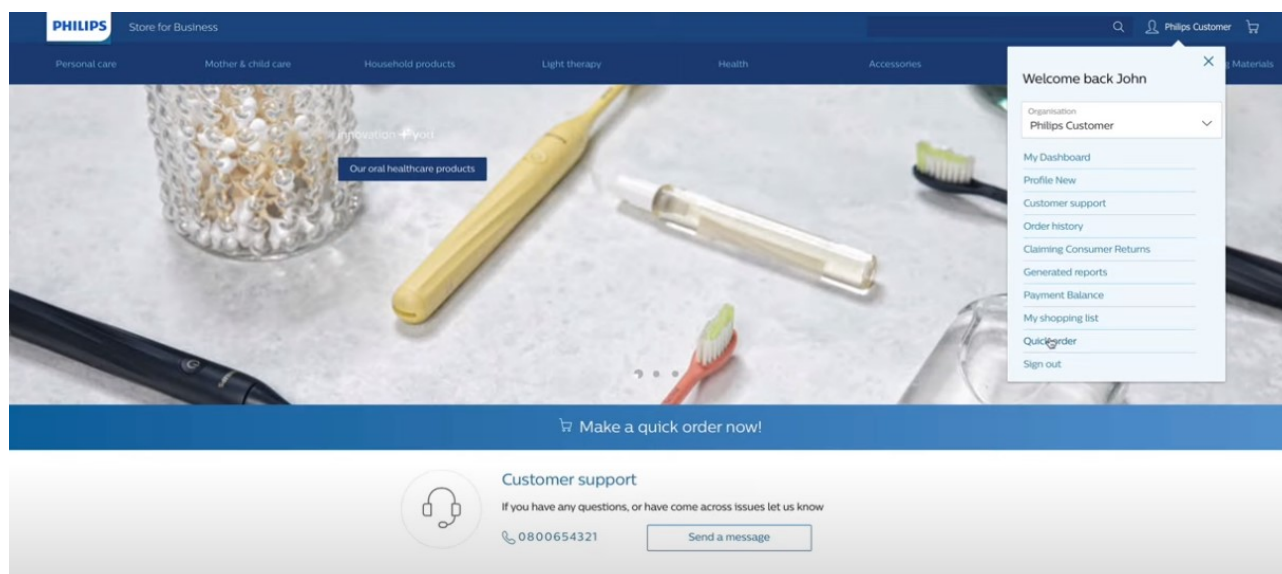 PHILIPS
Store for Business
Philips Customer
Personal care
Mother & child care
Household products
Light therapy
Health
Accessories
Materials
innovation + you
Our oral healthcare products
Welcome back John
Organisation
Philips Customer
My Dashboard
Profile New
Customer support
Order history
Claiming Consumer Returns
Generated reports
Payment Balance
My shopping list
Quick order
Sign out
Make a quick order now!
Customer support
If you have any questions, or have come across issues let us know
0800654321
Send a message